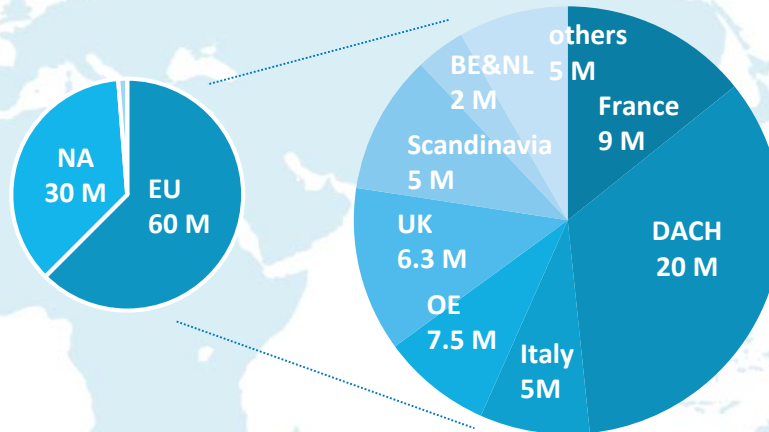 NA
30 M
EU
60 M
others
5 M
France
9 M
DACH
20 M
Italy
5M
OE
7.5 M
UK
6.3 M
Scandinavia
5 M
BE&NL
2 M